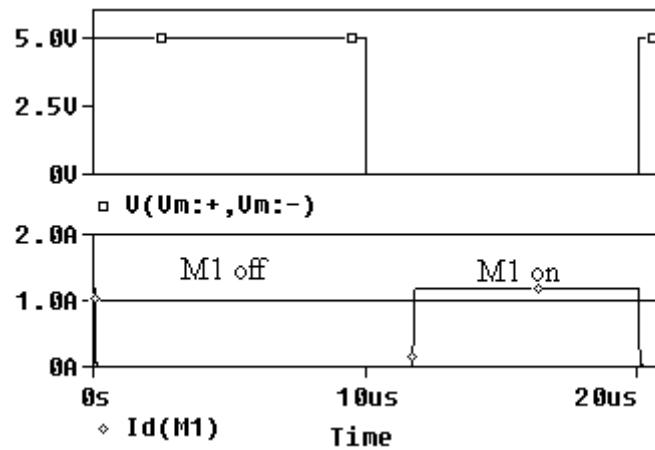 5.0V
2.5V
0V
V(Vm:+,Vm:-)
2.0A
M1 off
M1 on
1.0A
0A
0s
10us
20us
Id(M1)
Time